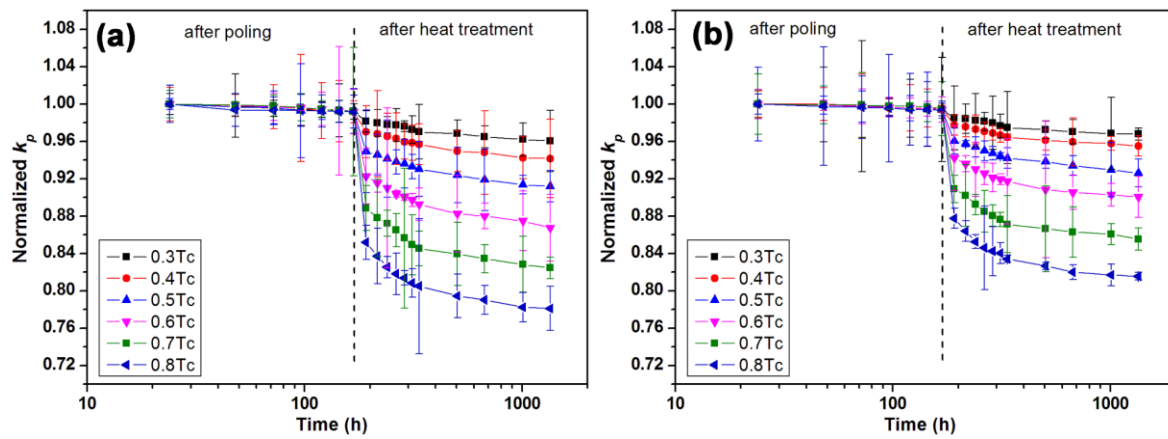 (a)
after poling
after heat treatment
Normalized kp
1.08
1.04
1.00
0.96
0.92
0.88
0.84
0.80
0.76
0.72
0.3Tc
0.4Tc
0.5Tc
0.6Tc
0.7Tc
0.8Tc
10
100
1000
Time (h)
(b)
after poling
after heat treatment
Normalized kp
1.08
1.04
1.00
0.96
0.92
0.88
0.84
0.80
0.76
0.72
0.3Tc
0.4Tc
0.5Tc
0.6Tc
0.7Tc
0.8Tc
10
100
1000
Time (h)